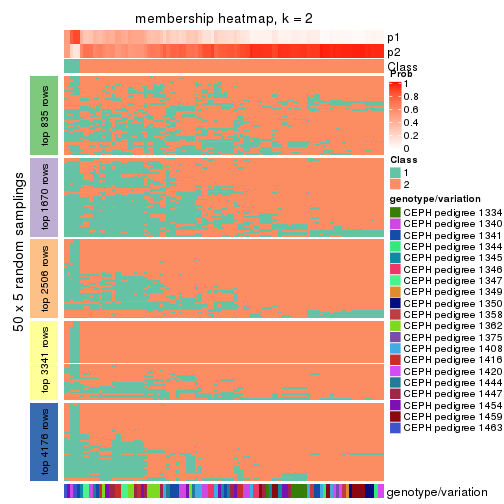 membership heatmap, k = 2
p1
p2
Class
Prob
1
0.8
0.6
0.4
0.2
0
Class
1
2
genotype/variation
CEPH pedigree 1334
CEPH pedigree 1340
CEPH pedigree 1341
CEPH pedigree 1344
CEPH pedigree 1345
CEPH pedigree 1346
CEPH pedigree 1347
CEPH pedigree 1349
CEPH pedigree 1350
CEPH pedigree 1358
CEPH pedigree 1362
CEPH pedigree 1375
CEPH pedigree 1408
CEPH pedigree 1416
CEPH pedigree 1420
CEPH pedigree 1444
CEPH pedigree 1447
CEPH pedigree 1454
CEPH pedigree 1459
CEPH pedigree 1463
50 x 5 random samplings
top 835 rows
top 1670 rows
top 2506 rows
top 3341 rows
top 4176 rows
genotype/variation